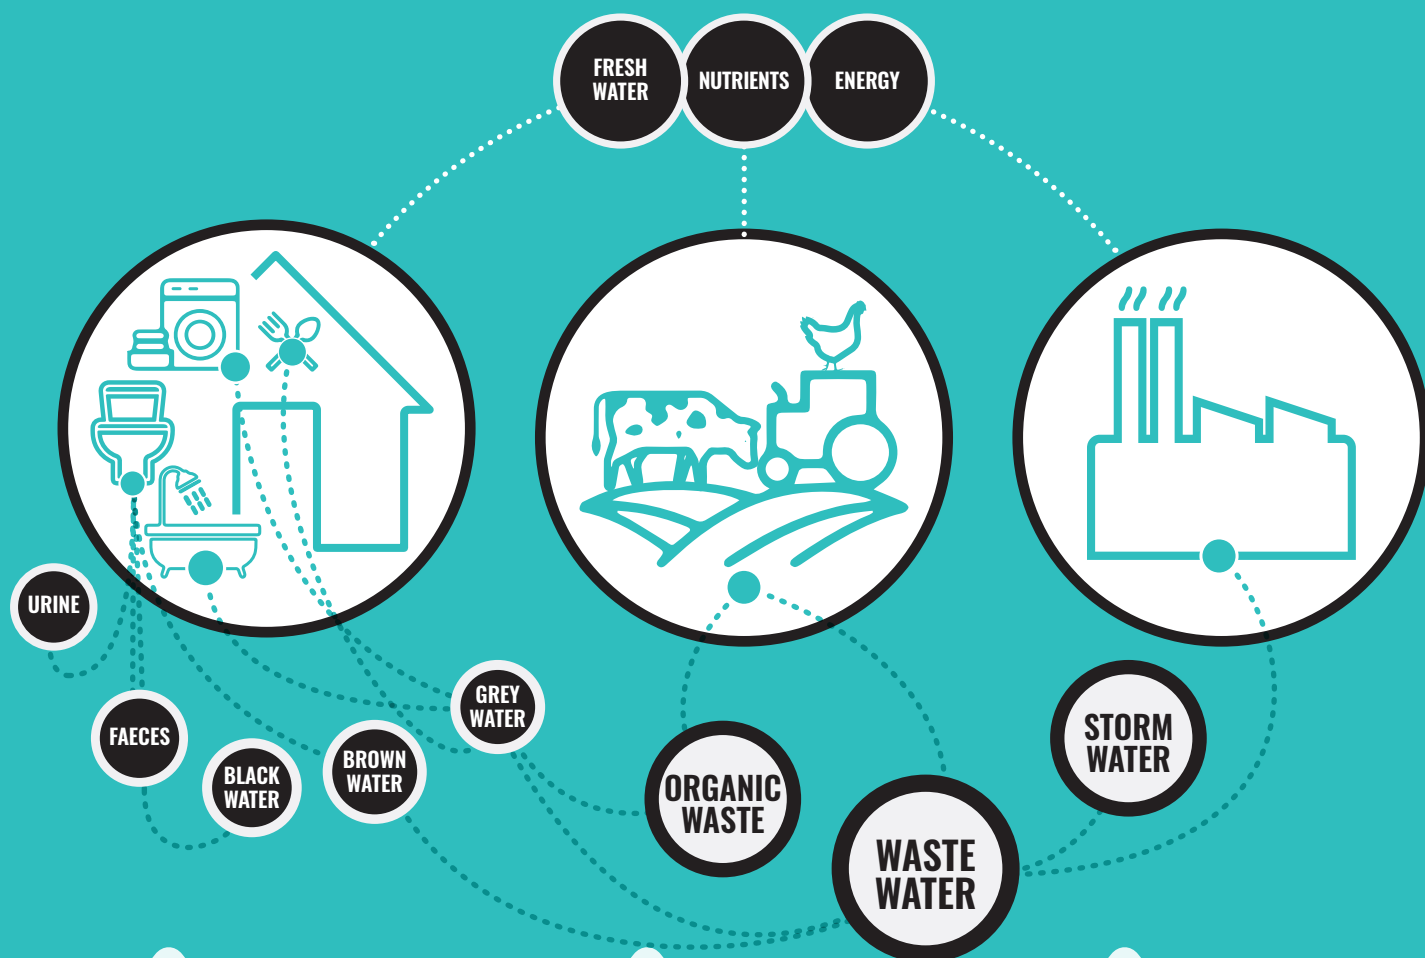 FRESH
WATER
NUTRIENTS
ENERGY
URINE
FAECES
BLACK
WATER
BROWN
WATER
GREY
WATER
ORGANIC
WASTE
WASTE
WATER
STORM
WATER